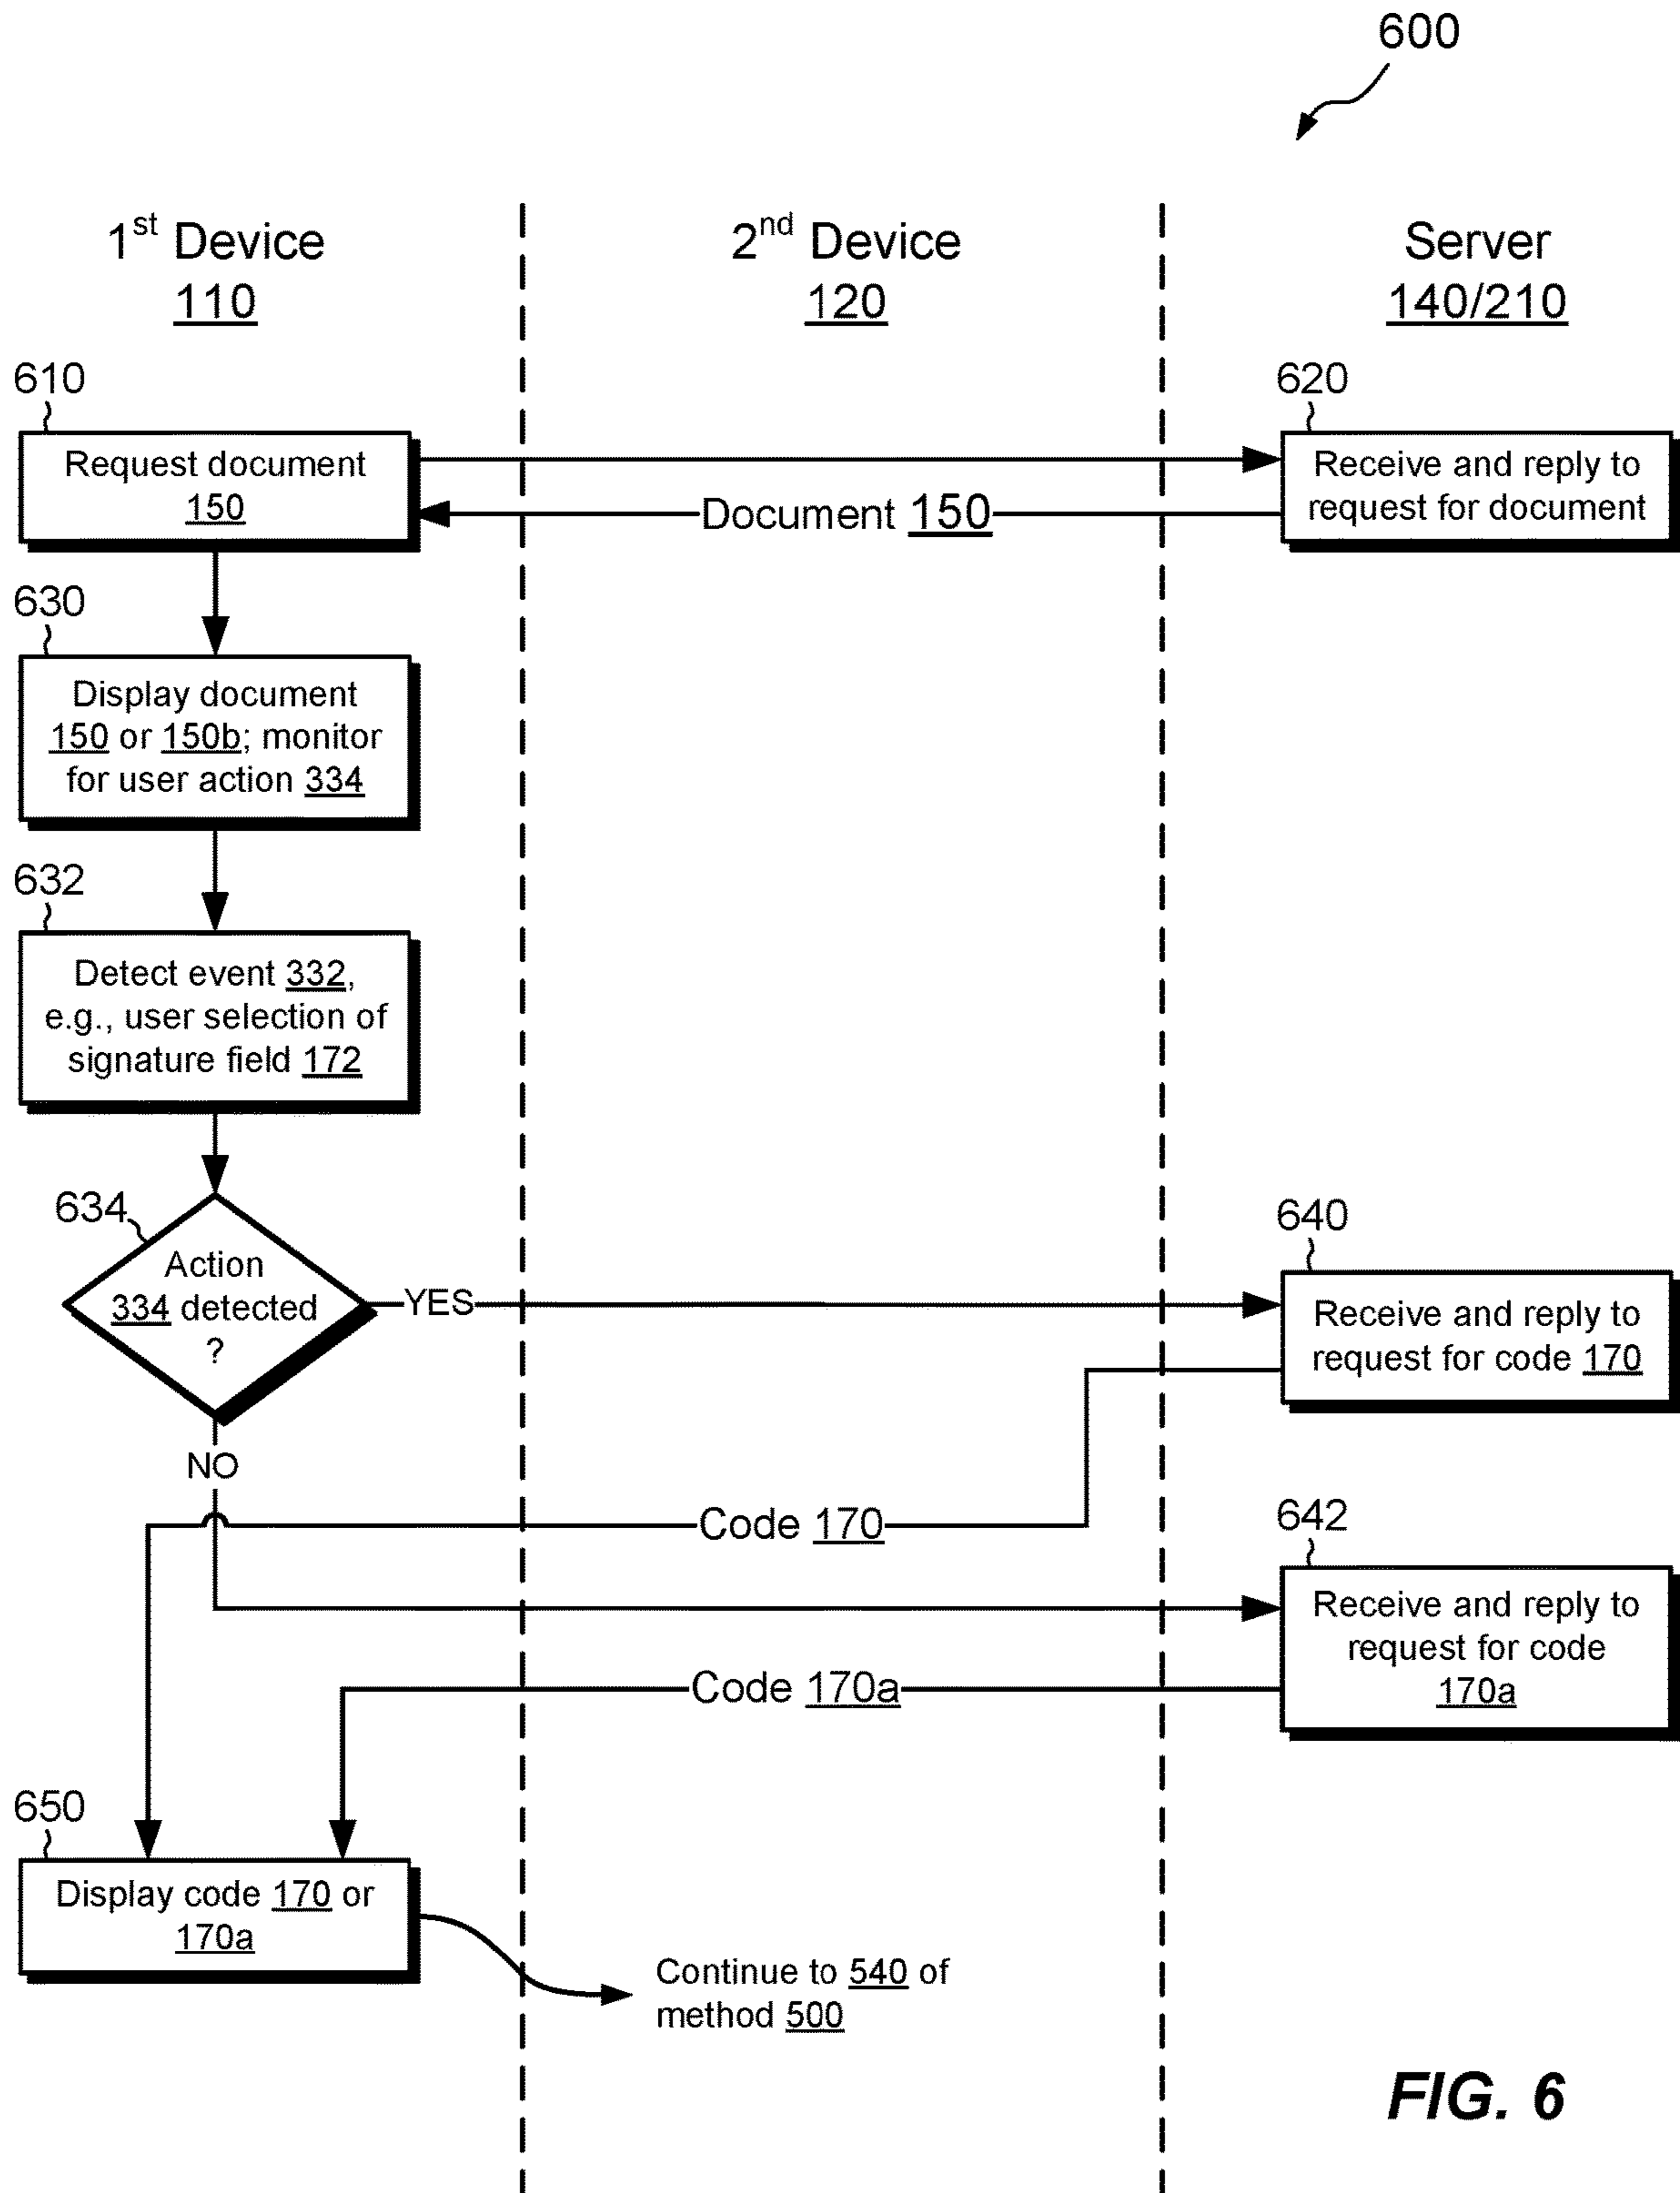 600
1st Device
110
2nd Device
120
Server
140/210
610
Request document
150
620
Receive and reply to
request for document
Document 150
630
Display document
150 or 150b; monitor
for user action 334
632
Detect event 332,
e.g., user selection of
signature field 172
634
Action
334 detected
?
YES
NO
640
Receive and reply to
request for code 170
Code 170
642
Receive and reply to
request for code
170a
Code 170a
650
Display code 170 or
170a
Continue to 540 of
method 500
FIG. 6